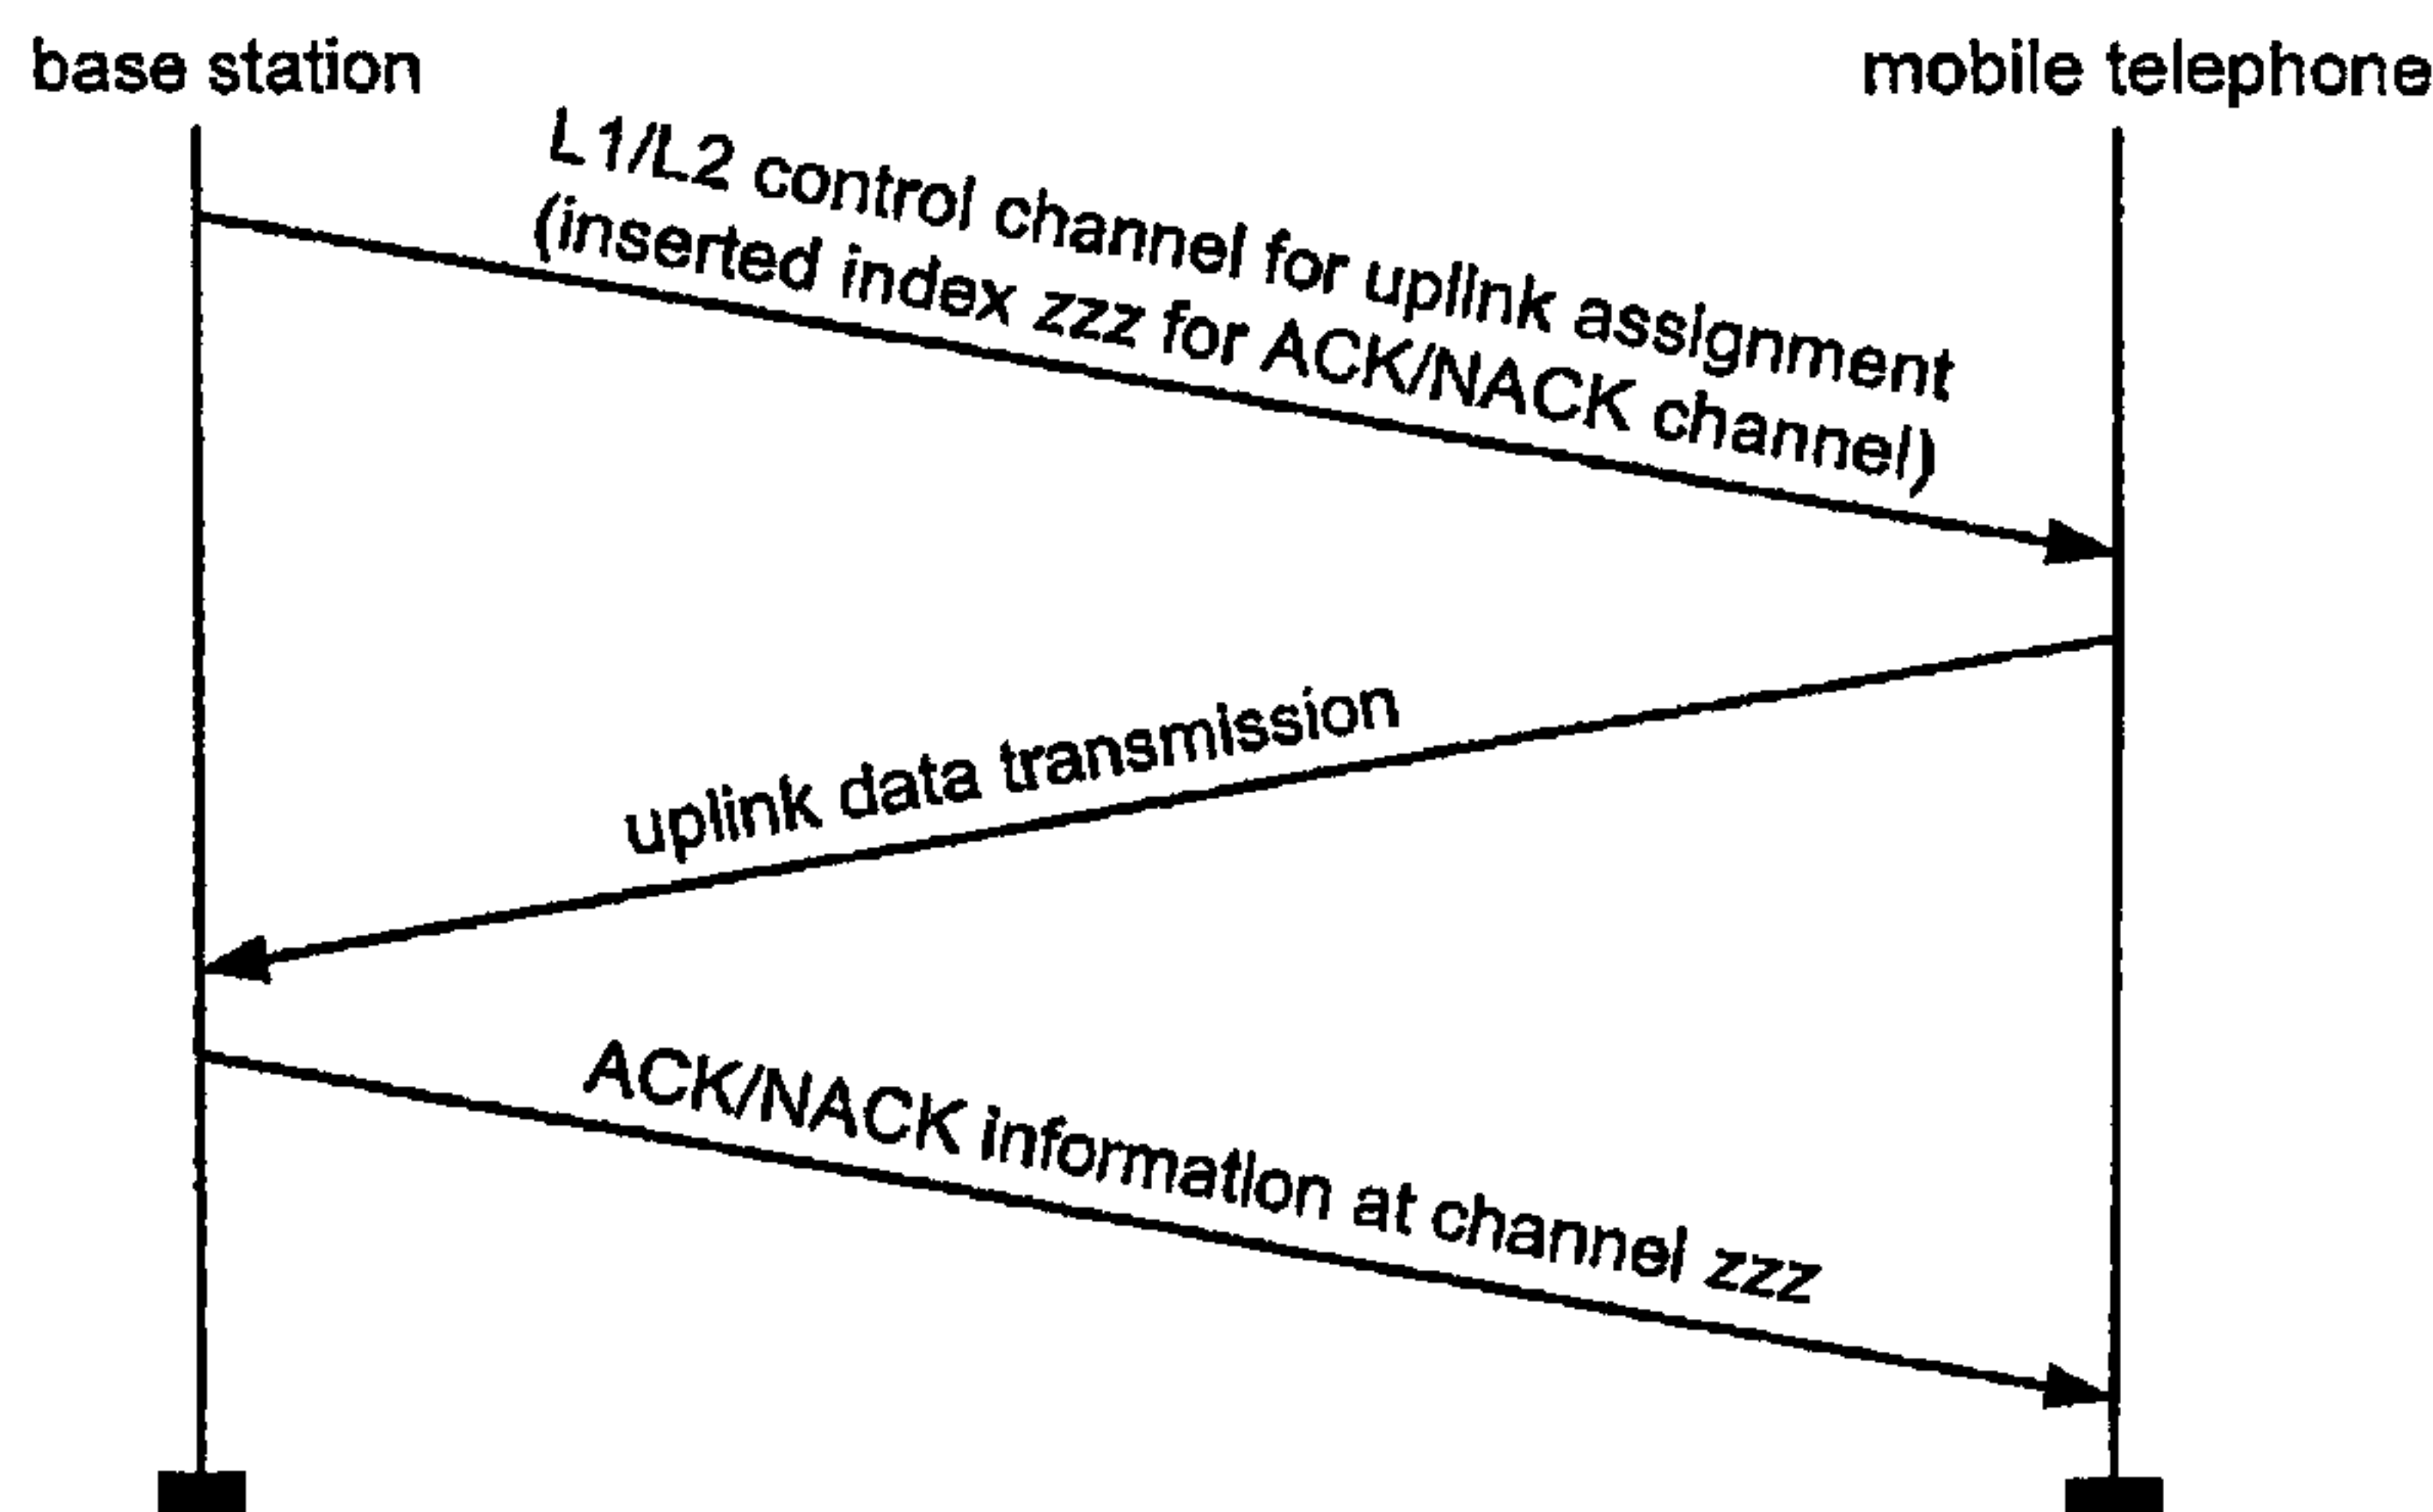 base station
mobile telephone
L1/L2 control channel for uplink assignment
(inserted index zzz for ACK/NACK channel)
uplink data transmission
ACK/NACK information at channel zzz